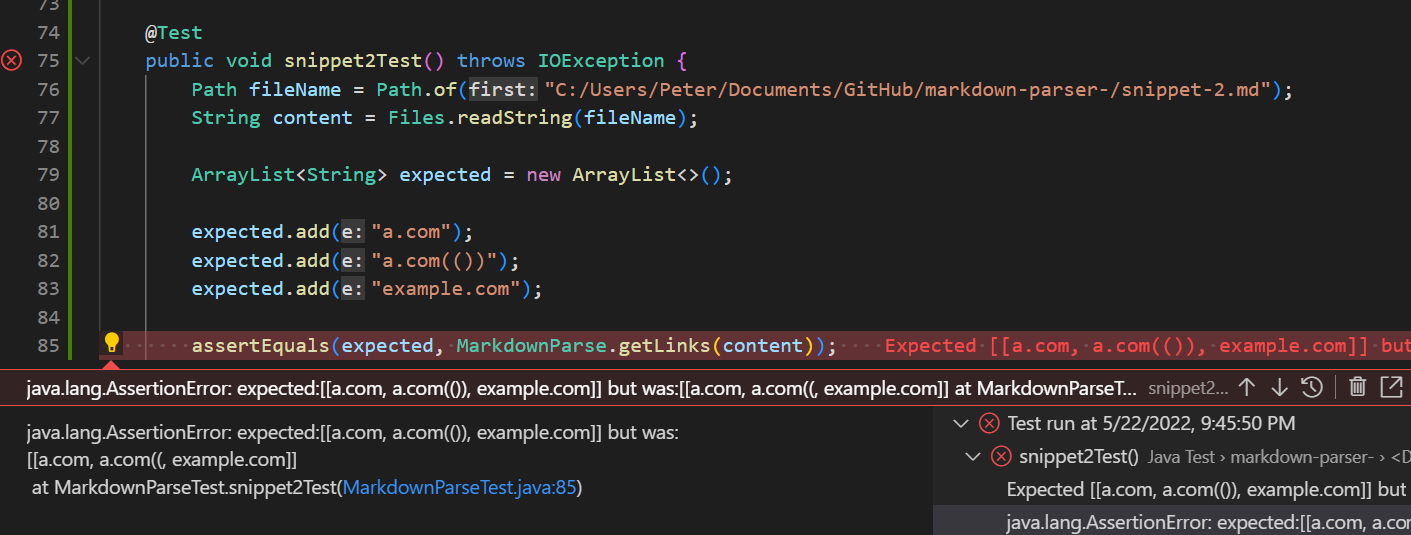 73
74 @Test
75 public void snippet2Test() throws IOException {
76 Path fileName = Path.of(first: "C:/Users/Peter/Documents/GitHub/markdown-parser-/snippet-2.md");
77 String content = Files.readString(fileName);
78
79 ArrayList<String> expected = new ArrayList<>();
80
81 expected.add(e: "a.com");
82 expected.add(e: "a.com(())");
83 expected.add(e: "example.com");
84
85 assertEquals(expected, MarkdownParse.getLinks(content)); Expected [[a.com, a.com(()), example.com]] but
java.lang.AssertionError: expected:[[a.com, a.com(()), example.com]] but was:[[a.com, a.com((, example.com]] at MarkdownParseT... snippet2...
java.lang.AssertionError: expected:[[a.com, a.com(()), example.com]] but was:
[[a.com, a.com((, example.com]]
at MarkdownParseTest.snippet2Test(MarkdownParseTest.java:85)
Test run at 5/22/2022, 9:45:50 PM
snippet2Test() Java Test › markdown-parser- › <D
Expected [[a.com, a.com(()), example.com]] but
java.lang.AssertionError: expected:[[a.com, a.co